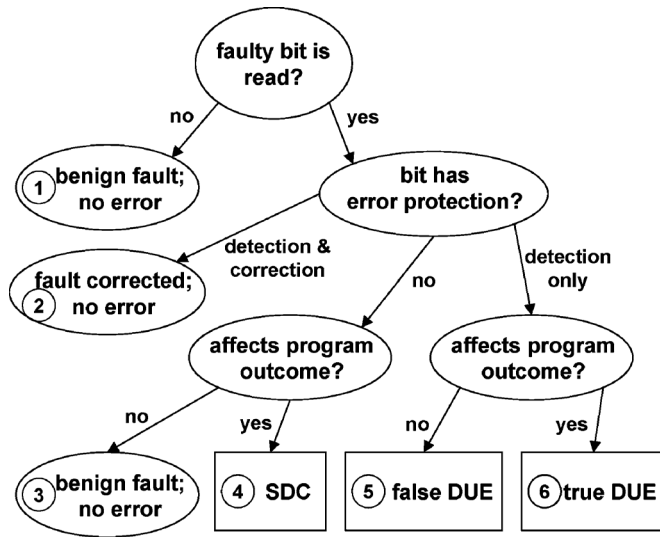 faulty bit is
read?
no
yes
1 benign fault;
no error
bit has
error protection?
detection &
correction
no
detection
only
fault corrected;
2 no error
affects program
outcome?
affects program
outcome?
no
yes
no
yes
3 benign fault;
no error
4 SDC
5 false DUE
6 true DUE